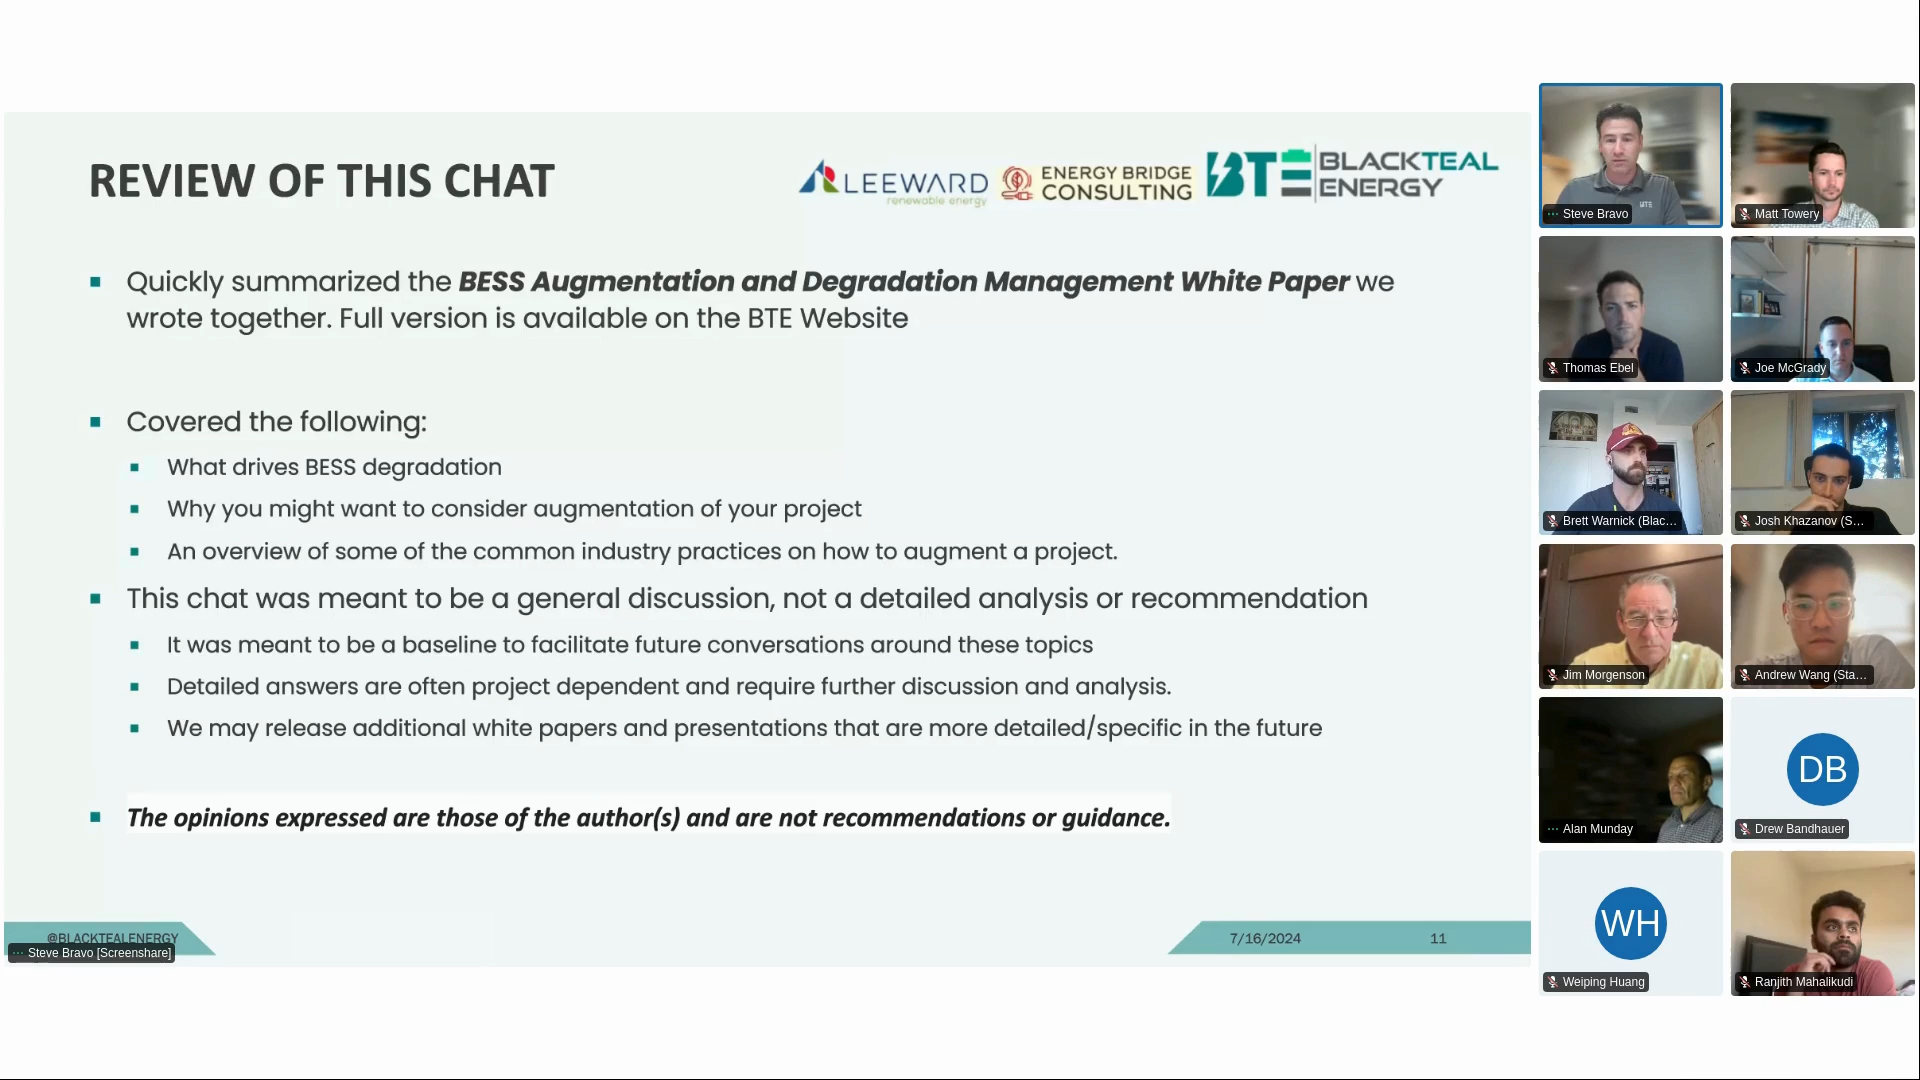 REVIEW OF THIS CHAT
LEEWARD
renewable energy
ENERGY BRIDGE
CONSULTING
BTE
BLACKTEAL
ENERGY
Quickly summarized the BESS Augmentation and Degradation Management White Paper we
wrote together. Full version is available on the BTE Website
Covered the following:
What drives BESS degradation
Why you might want to consider augmentation of your project
An overview of some of the common industry practices on how to augment a project.
This chat was meant to be a general discussion, not a detailed analysis or recommendation
It was meant to be a baseline to facilitate future conversations around these topics
Detailed answers are often project dependent and require further discussion and analysis.
We may release additional white papers and presentations that are more detailed/specific in the future
The opinions expressed are those of the author(s) and are not recommendations or guidance.
@BLACKTEALENERGY
7/16/2024
11
Steve Bravo [Screenshare]
BTE
Steve Bravo
Matt Towery
Thomas Ebel
Joe McGrady
Brett Warnick (Blac...
Josh Khazanov (S...
Jim Morgenson
Andrew Wang (Sta...
Alan Munday
DB
Drew Bandhauer
WH
Weiping Huang
Ranjith Mahalikudi